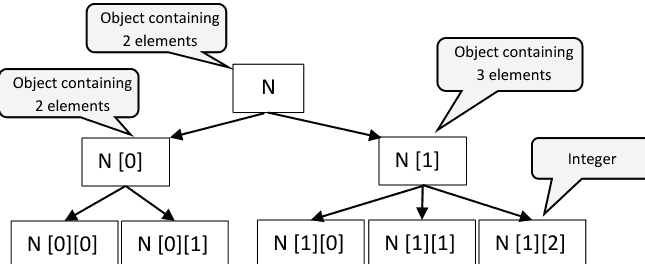 Object containing
2 elements
N
Object containing
3 elements
Object containing
2 elements
N [0]
N [1]
Integer
N [0][0]
N [0][1]
N [1][0]
N [1][1]
N [1][2]